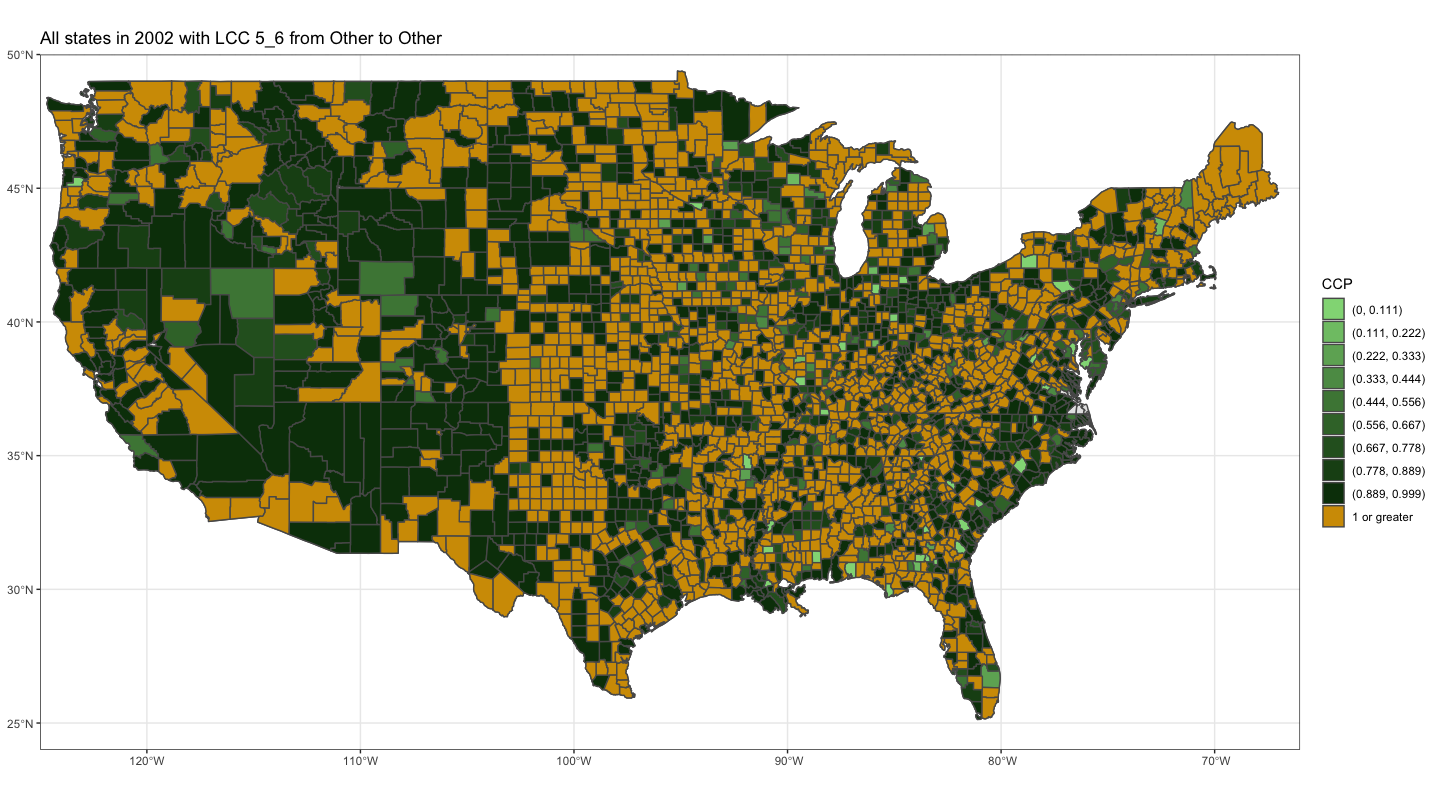 All states in 2002 with LCC 5_6 from Other to Other
50°N
45°N
40°N
35°N
30°N
25°N
120°W
110°W
100°W
90°W
80°W
70°W
CCP
(0, 0.111)
(0.111, 0.222)
(0.222, 0.333)
(0.333, 0.444)
(0.444, 0.556)
(0.556, 0.667)
(0.667, 0.778)
(0.778, 0.889)
(0.889, 0.999)
1 or greater